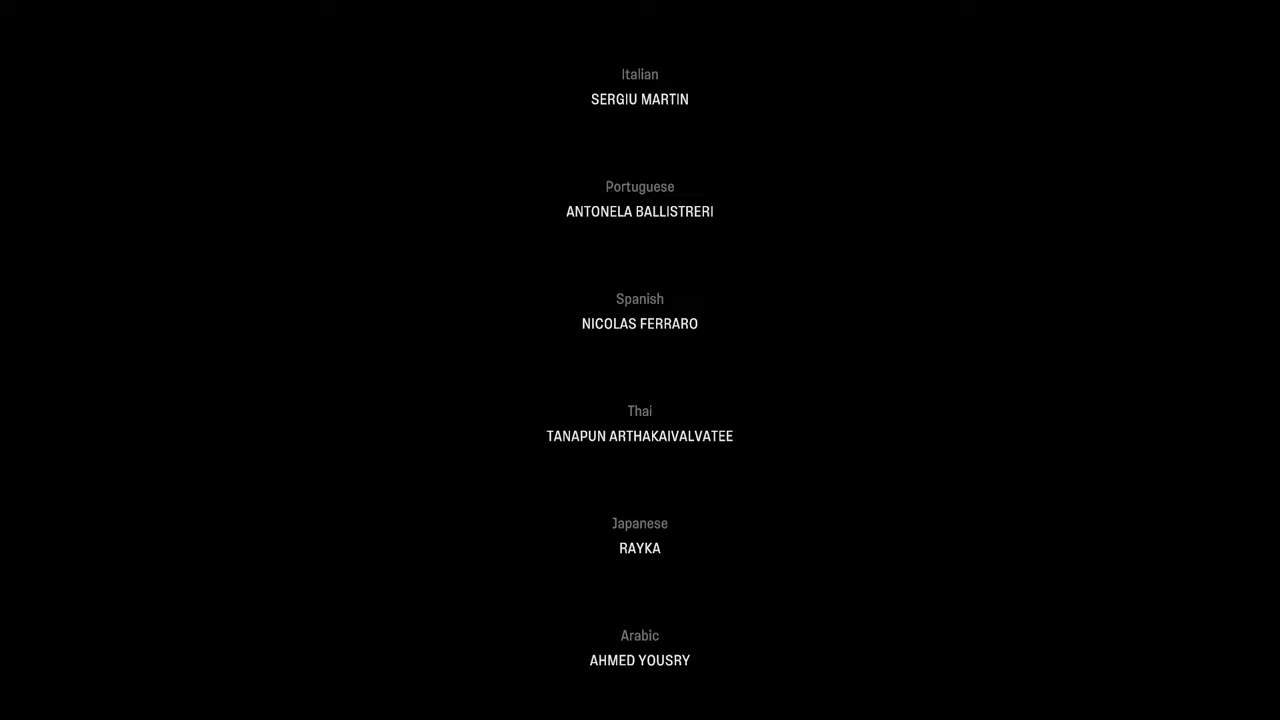 Italian
SERGIU MARTIN
Portuguese
ANTONELA BALLISTRERI
Spanish
NICOLAS FERRARO
Thai
TANAPUN ARTHAKAIVALVATEE
Japanese
RAYKA
Arabic
AHMED YOUSRY